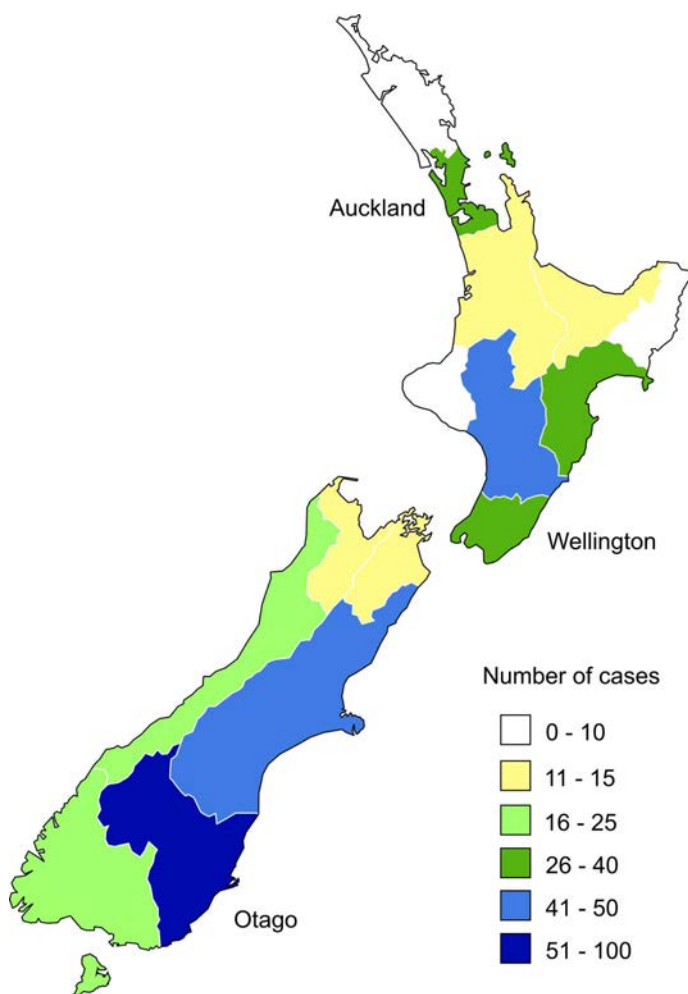 Auckland
Wellington
Otago
Number of cases
0 - 10
11 - 15
16 - 25
26 - 40
41 - 50
51 - 100